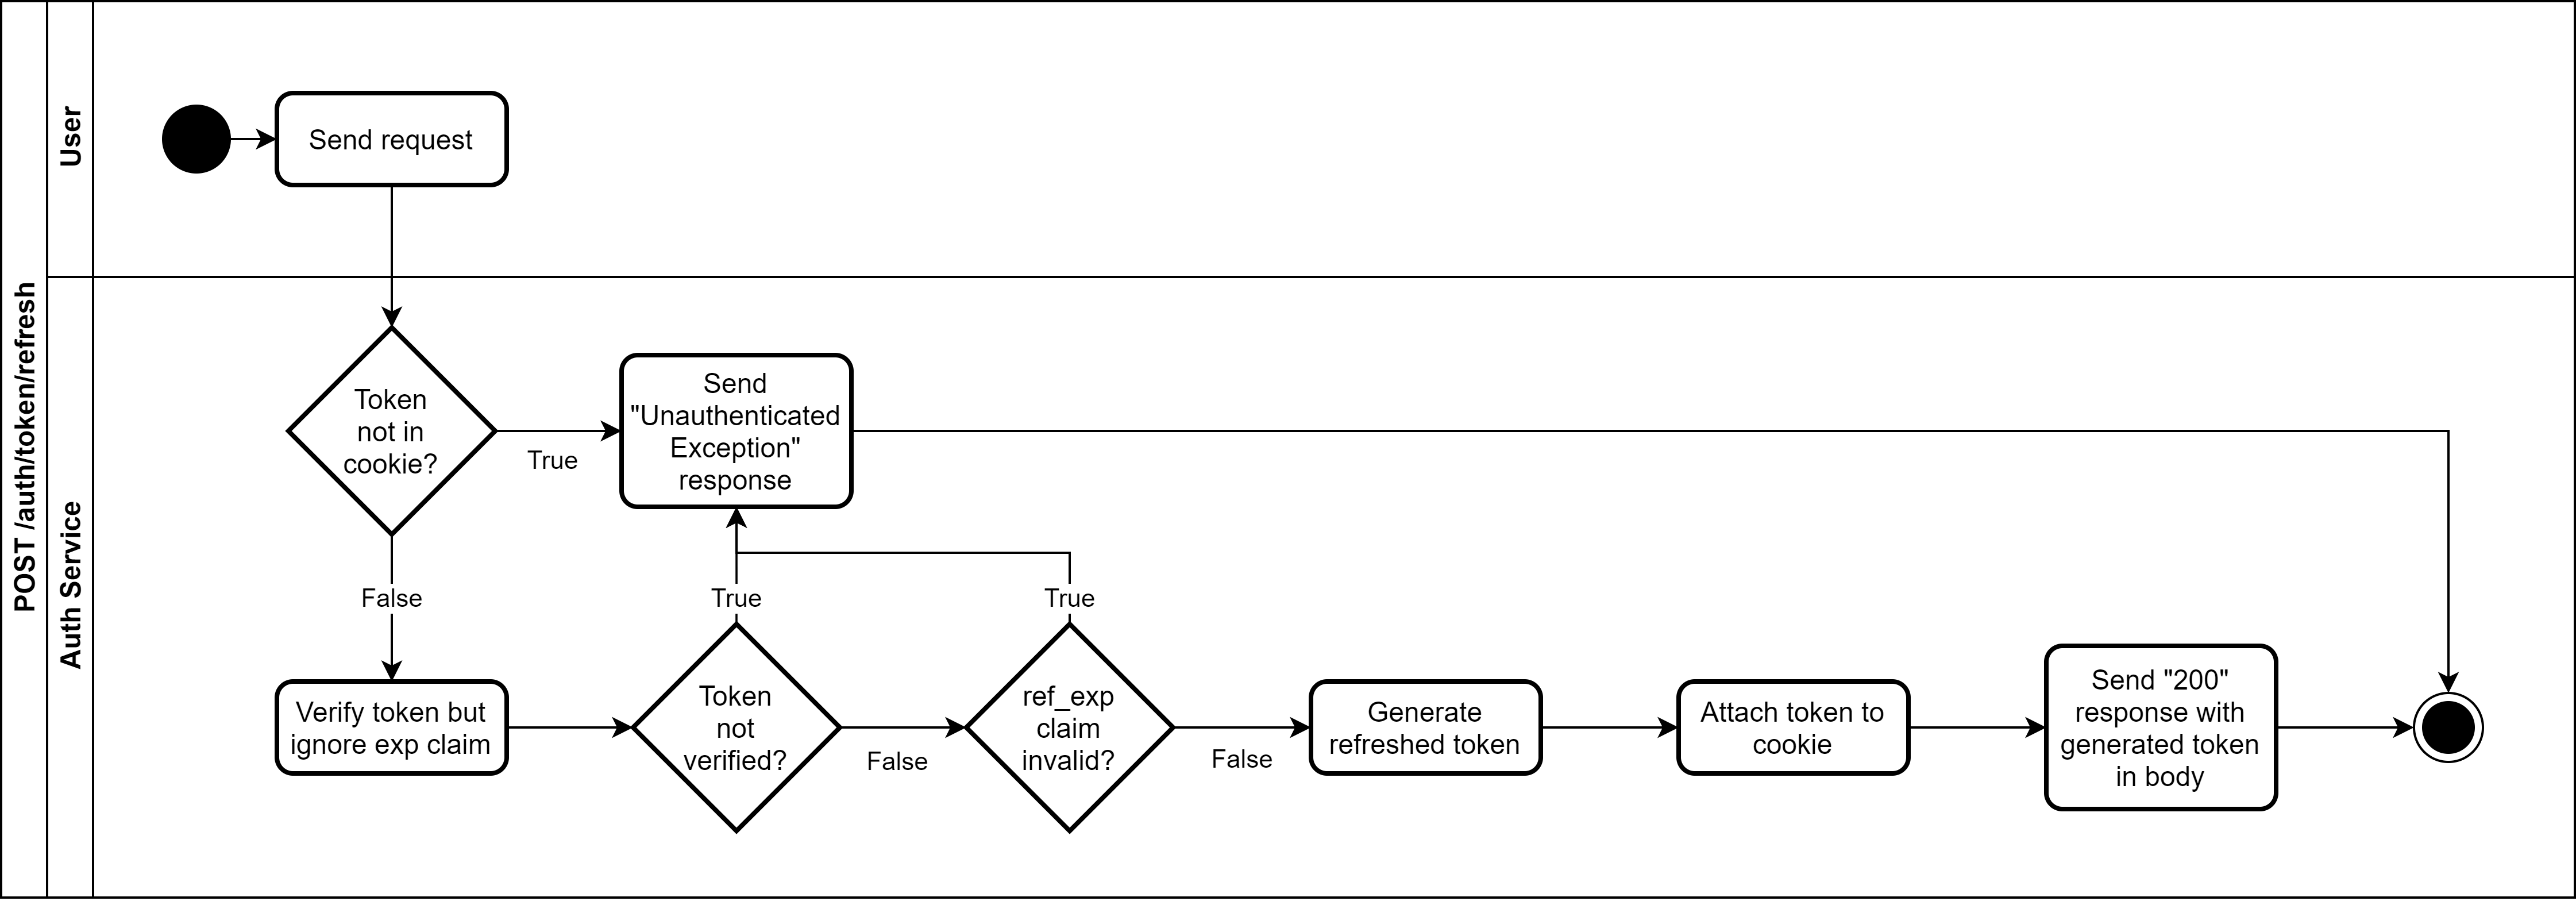 POST /auth/token/refresh
User
Send request
Auth Service
Token
not in
cookie?
True
Send
"Unauthenticated
Exception"
response
False
Verify token but
ignore exp claim
True
Token
not
verified?
False
True
ref_exp
claim
invalid?
False
Generate
refreshed token
Attach token to
cookie
Send "200"
response with
generated token
in body